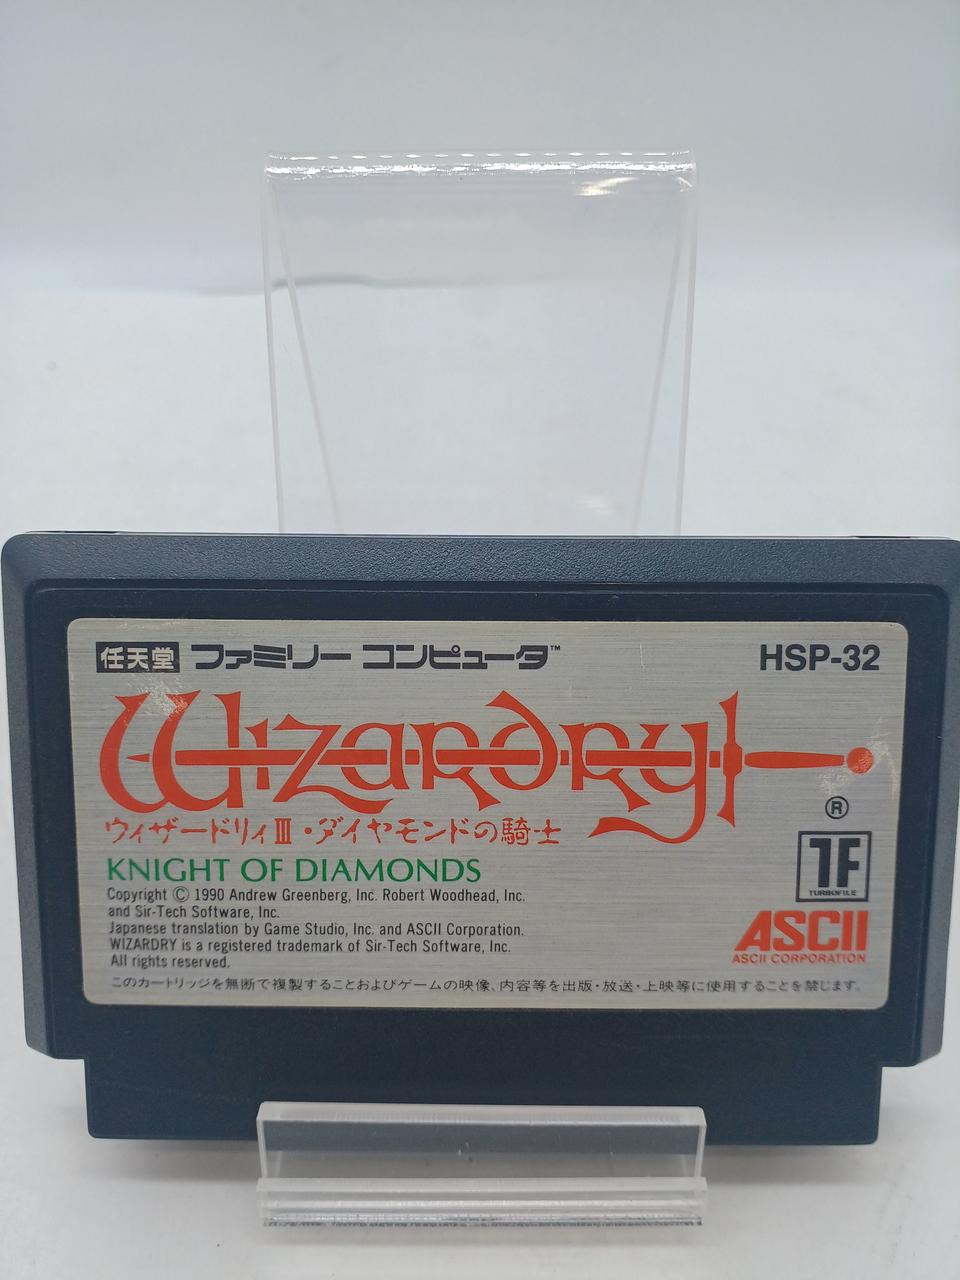 任天堂 ファミリー コンピュータ™ HSP-32
Wizardry
®
ウィザードリィⅢ・ダイヤモンドの騎士
KNIGHT OF DIAMONDS
Copyright © 1990 Andrew Greenberg, Inc. Robert Woodhead, Inc.
and Sir-Tech Software, Inc.
Japanese translation by Game Studio, Inc. and ASCII Corporation.
WIZARDRY is a registered trademark of Sir-Tech Software, Inc.
All rights reserved.
TF
TURBOFILE
ASCII
ASCII CORPORATION
このカートリッジを無断で複製することおよびゲームの映像、内容等を出版・放送・上映等に使用することを禁じます。